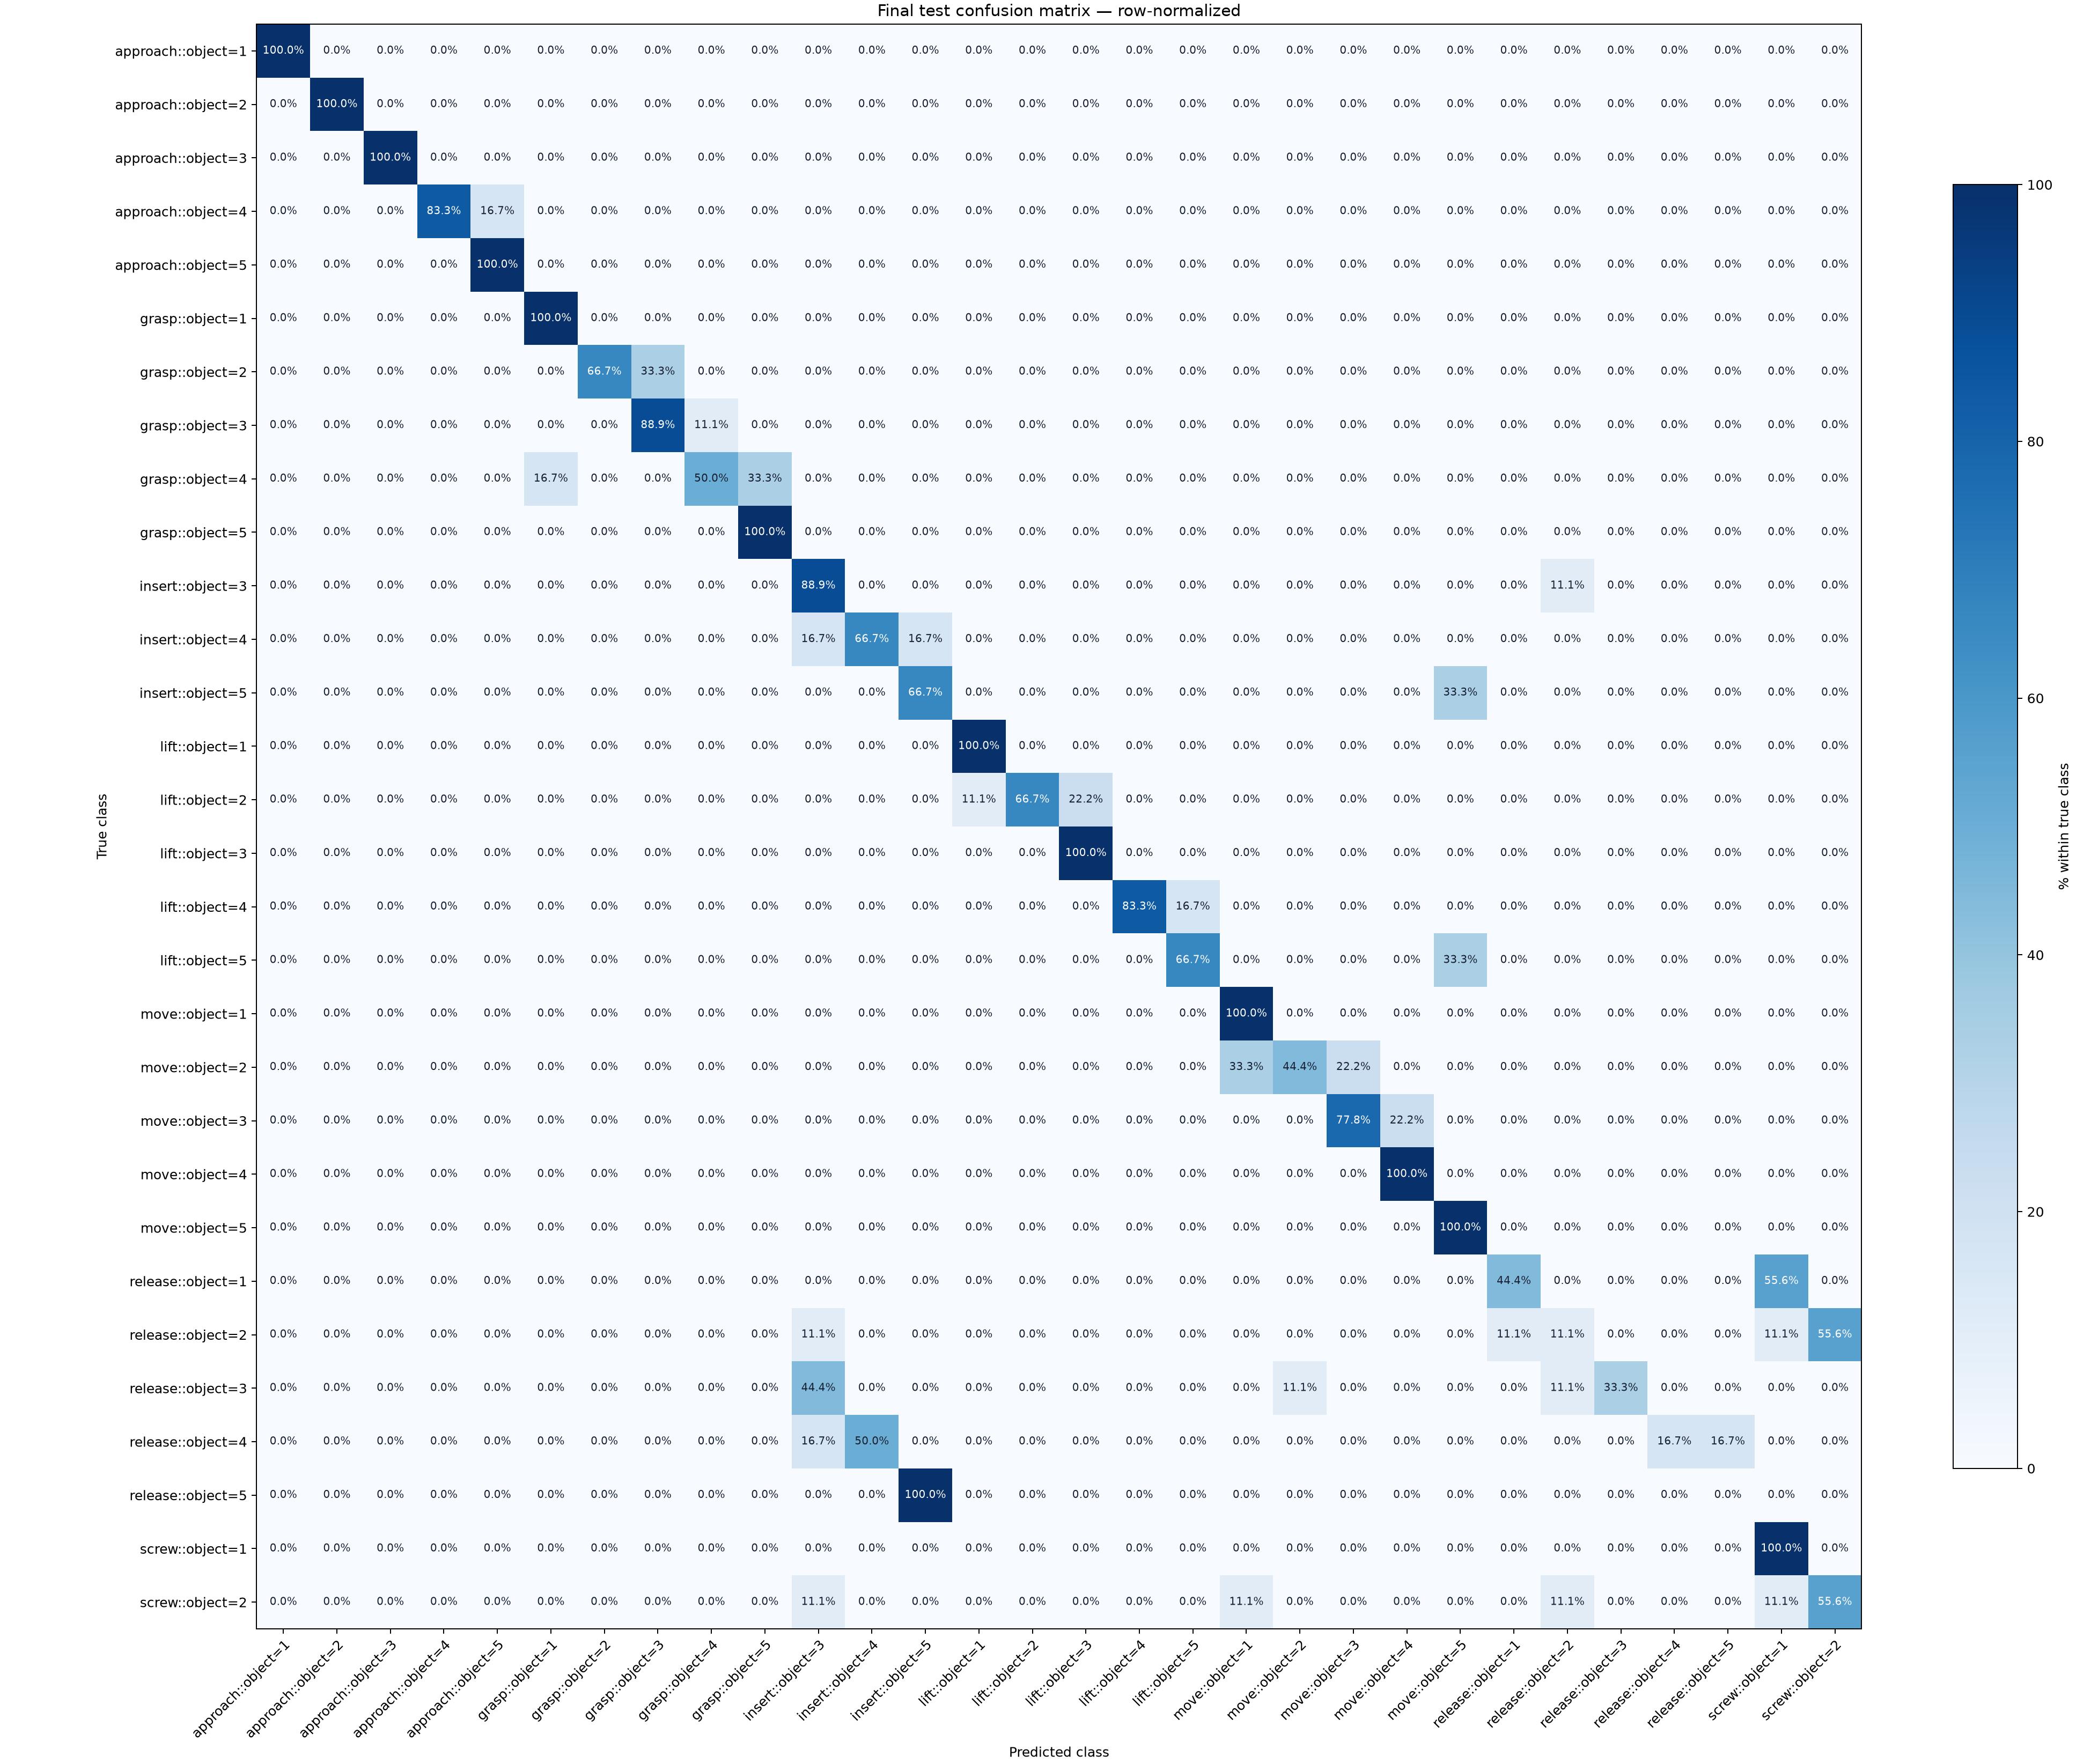 Final test confusion matrix — row-normalized
approach::object=1 100.0% 0.0% 0.0% 0.0% 0.0% 0.0% 0.0% 0.0% 0.0% 0.0% 0.0% 0.0% 0.0% 0.0% 0.0% 0.0% 0.0% 0.0% 0.0% 0.0% 0.0% 0.0% 0.0% 0.0% 0.0% 0.0% 0.0% 0.0% 0.0% 0.0%
approach::object=2 0.0% 100.0% 0.0% 0.0% 0.0% 0.0% 0.0% 0.0% 0.0% 0.0% 0.0% 0.0% 0.0% 0.0% 0.0% 0.0% 0.0% 0.0% 0.0% 0.0% 0.0% 0.0% 0.0% 0.0% 0.0% 0.0% 0.0% 0.0% 0.0% 0.0%
approach::object=3 0.0% 0.0% 100.0% 0.0% 0.0% 0.0% 0.0% 0.0% 0.0% 0.0% 0.0% 0.0% 0.0% 0.0% 0.0% 0.0% 0.0% 0.0% 0.0% 0.0% 0.0% 0.0% 0.0% 0.0% 0.0% 0.0% 0.0% 0.0% 0.0% 0.0%
approach::object=4 0.0% 0.0% 0.0% 83.3% 16.7% 0.0% 0.0% 0.0% 0.0% 0.0% 0.0% 0.0% 0.0% 0.0% 0.0% 0.0% 0.0% 0.0% 0.0% 0.0% 0.0% 0.0% 0.0% 0.0% 0.0% 0.0% 0.0% 0.0% 0.0% 0.0%
approach::object=5 0.0% 0.0% 0.0% 0.0% 100.0% 0.0% 0.0% 0.0% 0.0% 0.0% 0.0% 0.0% 0.0% 0.0% 0.0% 0.0% 0.0% 0.0% 0.0% 0.0% 0.0% 0.0% 0.0% 0.0% 0.0% 0.0% 0.0% 0.0% 0.0% 0.0%
grasp::object=1 0.0% 0.0% 0.0% 0.0% 0.0% 100.0% 0.0% 0.0% 0.0% 0.0% 0.0% 0.0% 0.0% 0.0% 0.0% 0.0% 0.0% 0.0% 0.0% 0.0% 0.0% 0.0% 0.0% 0.0% 0.0% 0.0% 0.0% 0.0% 0.0% 0.0%
grasp::object=2 0.0% 0.0% 0.0% 0.0% 0.0% 0.0% 66.7% 33.3% 0.0% 0.0% 0.0% 0.0% 0.0% 0.0% 0.0% 0.0% 0.0% 0.0% 0.0% 0.0% 0.0% 0.0% 0.0% 0.0% 0.0% 0.0% 0.0% 0.0% 0.0% 0.0%
grasp::object=3 0.0% 0.0% 0.0% 0.0% 0.0% 0.0% 0.0% 88.9% 11.1% 0.0% 0.0% 0.0% 0.0% 0.0% 0.0% 0.0% 0.0% 0.0% 0.0% 0.0% 0.0% 0.0% 0.0% 0.0% 0.0% 0.0% 0.0% 0.0% 0.0% 0.0%
grasp::object=4 0.0% 0.0% 0.0% 0.0% 0.0% 16.7% 0.0% 0.0% 50.0% 33.3% 0.0% 0.0% 0.0% 0.0% 0.0% 0.0% 0.0% 0.0% 0.0% 0.0% 0.0% 0.0% 0.0% 0.0% 0.0% 0.0% 0.0% 0.0% 0.0% 0.0%
grasp::object=5 0.0% 0.0% 0.0% 0.0% 0.0% 0.0% 0.0% 0.0% 0.0% 100.0% 0.0% 0.0% 0.0% 0.0% 0.0% 0.0% 0.0% 0.0% 0.0% 0.0% 0.0% 0.0% 0.0% 0.0% 0.0% 0.0% 0.0% 0.0% 0.0% 0.0%
insert::object=3 0.0% 0.0% 0.0% 0.0% 0.0% 0.0% 0.0% 0.0% 0.0% 0.0% 88.9% 0.0% 0.0% 0.0% 0.0% 0.0% 0.0% 0.0% 0.0% 0.0% 0.0% 0.0% 0.0% 0.0% 11.1% 0.0% 0.0% 0.0% 0.0% 0.0%
insert::object=4 0.0% 0.0% 0.0% 0.0% 0.0% 0.0% 0.0% 0.0% 0.0% 0.0% 16.7% 66.7% 16.7% 0.0% 0.0% 0.0% 0.0% 0.0% 0.0% 0.0% 0.0% 0.0% 0.0% 0.0% 0.0% 0.0% 0.0% 0.0% 0.0% 0.0%
insert::object=5 0.0% 0.0% 0.0% 0.0% 0.0% 0.0% 0.0% 0.0% 0.0% 0.0% 0.0% 0.0% 66.7% 0.0% 0.0% 0.0% 0.0% 0.0% 0.0% 0.0% 0.0% 0.0% 33.3% 0.0% 0.0% 0.0% 0.0% 0.0% 0.0% 0.0%
lift::object=1 0.0% 0.0% 0.0% 0.0% 0.0% 0.0% 0.0% 0.0% 0.0% 0.0% 0.0% 0.0% 0.0% 100.0% 0.0% 0.0% 0.0% 0.0% 0.0% 0.0% 0.0% 0.0% 0.0% 0.0% 0.0% 0.0% 0.0% 0.0% 0.0% 0.0%
lift::object=2 0.0% 0.0% 0.0% 0.0% 0.0% 0.0% 0.0% 0.0% 0.0% 0.0% 0.0% 0.0% 0.0% 11.1% 66.7% 22.2% 0.0% 0.0% 0.0% 0.0% 0.0% 0.0% 0.0% 0.0% 0.0% 0.0% 0.0% 0.0% 0.0% 0.0%
lift::object=3 0.0% 0.0% 0.0% 0.0% 0.0% 0.0% 0.0% 0.0% 0.0% 0.0% 0.0% 0.0% 0.0% 0.0% 0.0% 100.0% 0.0% 0.0% 0.0% 0.0% 0.0% 0.0% 0.0% 0.0% 0.0% 0.0% 0.0% 0.0% 0.0% 0.0%
lift::object=4 0.0% 0.0% 0.0% 0.0% 0.0% 0.0% 0.0% 0.0% 0.0% 0.0% 0.0% 0.0% 0.0% 0.0% 0.0% 0.0% 83.3% 16.7% 0.0% 0.0% 0.0% 0.0% 0.0% 0.0% 0.0% 0.0% 0.0% 0.0% 0.0% 0.0%
lift::object=5 0.0% 0.0% 0.0% 0.0% 0.0% 0.0% 0.0% 0.0% 0.0% 0.0% 0.0% 0.0% 0.0% 0.0% 0.0% 0.0% 0.0% 66.7% 0.0% 0.0% 0.0% 0.0% 33.3% 0.0% 0.0% 0.0% 0.0% 0.0% 0.0% 0.0%
move::object=1 0.0% 0.0% 0.0% 0.0% 0.0% 0.0% 0.0% 0.0% 0.0% 0.0% 0.0% 0.0% 0.0% 0.0% 0.0% 0.0% 0.0% 0.0% 100.0% 0.0% 0.0% 0.0% 0.0% 0.0% 0.0% 0.0% 0.0% 0.0% 0.0% 0.0%
move::object=2 0.0% 0.0% 0.0% 0.0% 0.0% 0.0% 0.0% 0.0% 0.0% 0.0% 0.0% 0.0% 0.0% 0.0% 0.0% 0.0% 0.0% 0.0% 33.3% 44.4% 22.2% 0.0% 0.0% 0.0% 0.0% 0.0% 0.0% 0.0% 0.0% 0.0%
move::object=3 0.0% 0.0% 0.0% 0.0% 0.0% 0.0% 0.0% 0.0% 0.0% 0.0% 0.0% 0.0% 0.0% 0.0% 0.0% 0.0% 0.0% 0.0% 0.0% 0.0% 77.8% 22.2% 0.0% 0.0% 0.0% 0.0% 0.0% 0.0% 0.0% 0.0%
move::object=4 0.0% 0.0% 0.0% 0.0% 0.0% 0.0% 0.0% 0.0% 0.0% 0.0% 0.0% 0.0% 0.0% 0.0% 0.0% 0.0% 0.0% 0.0% 0.0% 0.0% 0.0% 100.0% 0.0% 0.0% 0.0% 0.0% 0.0% 0.0% 0.0% 0.0%
move::object=5 0.0% 0.0% 0.0% 0.0% 0.0% 0.0% 0.0% 0.0% 0.0% 0.0% 0.0% 0.0% 0.0% 0.0% 0.0% 0.0% 0.0% 0.0% 0.0% 0.0% 0.0% 0.0% 100.0% 0.0% 0.0% 0.0% 0.0% 0.0% 0.0% 0.0%
release::object=1 0.0% 0.0% 0.0% 0.0% 0.0% 0.0% 0.0% 0.0% 0.0% 0.0% 0.0% 0.0% 0.0% 0.0% 0.0% 0.0% 0.0% 0.0% 0.0% 0.0% 0.0% 0.0% 0.0% 44.4% 0.0% 0.0% 0.0% 0.0% 55.6% 0.0%
release::object=2 0.0% 0.0% 0.0% 0.0% 0.0% 0.0% 0.0% 0.0% 0.0% 0.0% 11.1% 0.0% 0.0% 0.0% 0.0% 0.0% 0.0% 0.0% 0.0% 0.0% 0.0% 0.0% 0.0% 11.1% 11.1% 0.0% 0.0% 0.0% 11.1% 55.6%
release::object=3 0.0% 0.0% 0.0% 0.0% 0.0% 0.0% 0.0% 0.0% 0.0% 0.0% 44.4% 0.0% 0.0% 0.0% 0.0% 0.0% 0.0% 0.0% 0.0% 11.1% 0.0% 0.0% 0.0% 0.0% 11.1% 33.3% 0.0% 0.0% 0.0% 0.0%
release::object=4 0.0% 0.0% 0.0% 0.0% 0.0% 0.0% 0.0% 0.0% 0.0% 0.0% 16.7% 50.0% 0.0% 0.0% 0.0% 0.0% 0.0% 0.0% 0.0% 0.0% 0.0% 0.0% 0.0% 0.0% 0.0% 0.0% 16.7% 16.7% 0.0% 0.0%
release::object=5 0.0% 0.0% 0.0% 0.0% 0.0% 0.0% 0.0% 0.0% 0.0% 0.0% 0.0% 0.0% 100.0% 0.0% 0.0% 0.0% 0.0% 0.0% 0.0% 0.0% 0.0% 0.0% 0.0% 0.0% 0.0% 0.0% 0.0% 0.0% 0.0% 0.0%
screw::object=1 0.0% 0.0% 0.0% 0.0% 0.0% 0.0% 0.0% 0.0% 0.0% 0.0% 0.0% 0.0% 0.0% 0.0% 0.0% 0.0% 0.0% 0.0% 0.0% 0.0% 0.0% 0.0% 0.0% 0.0% 0.0% 0.0% 0.0% 0.0% 100.0% 0.0%
screw::object=2 0.0% 0.0% 0.0% 0.0% 0.0% 0.0% 0.0% 0.0% 0.0% 0.0% 11.1% 0.0% 0.0% 0.0% 0.0% 0.0% 0.0% 0.0% 11.1% 0.0% 0.0% 0.0% 0.0% 0.0% 11.1% 0.0% 0.0% 0.0% 11.1% 55.6%
True class
approach::object=1
approach::object=2
approach::object=3
approach::object=4
approach::object=5
grasp::object=1
grasp::object=2
grasp::object=3
grasp::object=4
grasp::object=5
insert::object=3
insert::object=4
insert::object=5
lift::object=1
lift::object=2
lift::object=3
lift::object=4
lift::object=5
move::object=1
move::object=2
move::object=3
move::object=4
move::object=5
release::object=1
release::object=2
release::object=3
release::object=4
release::object=5
screw::object=1
screw::object=2
Predicted class
100
80
60
40
20
0
% within true class